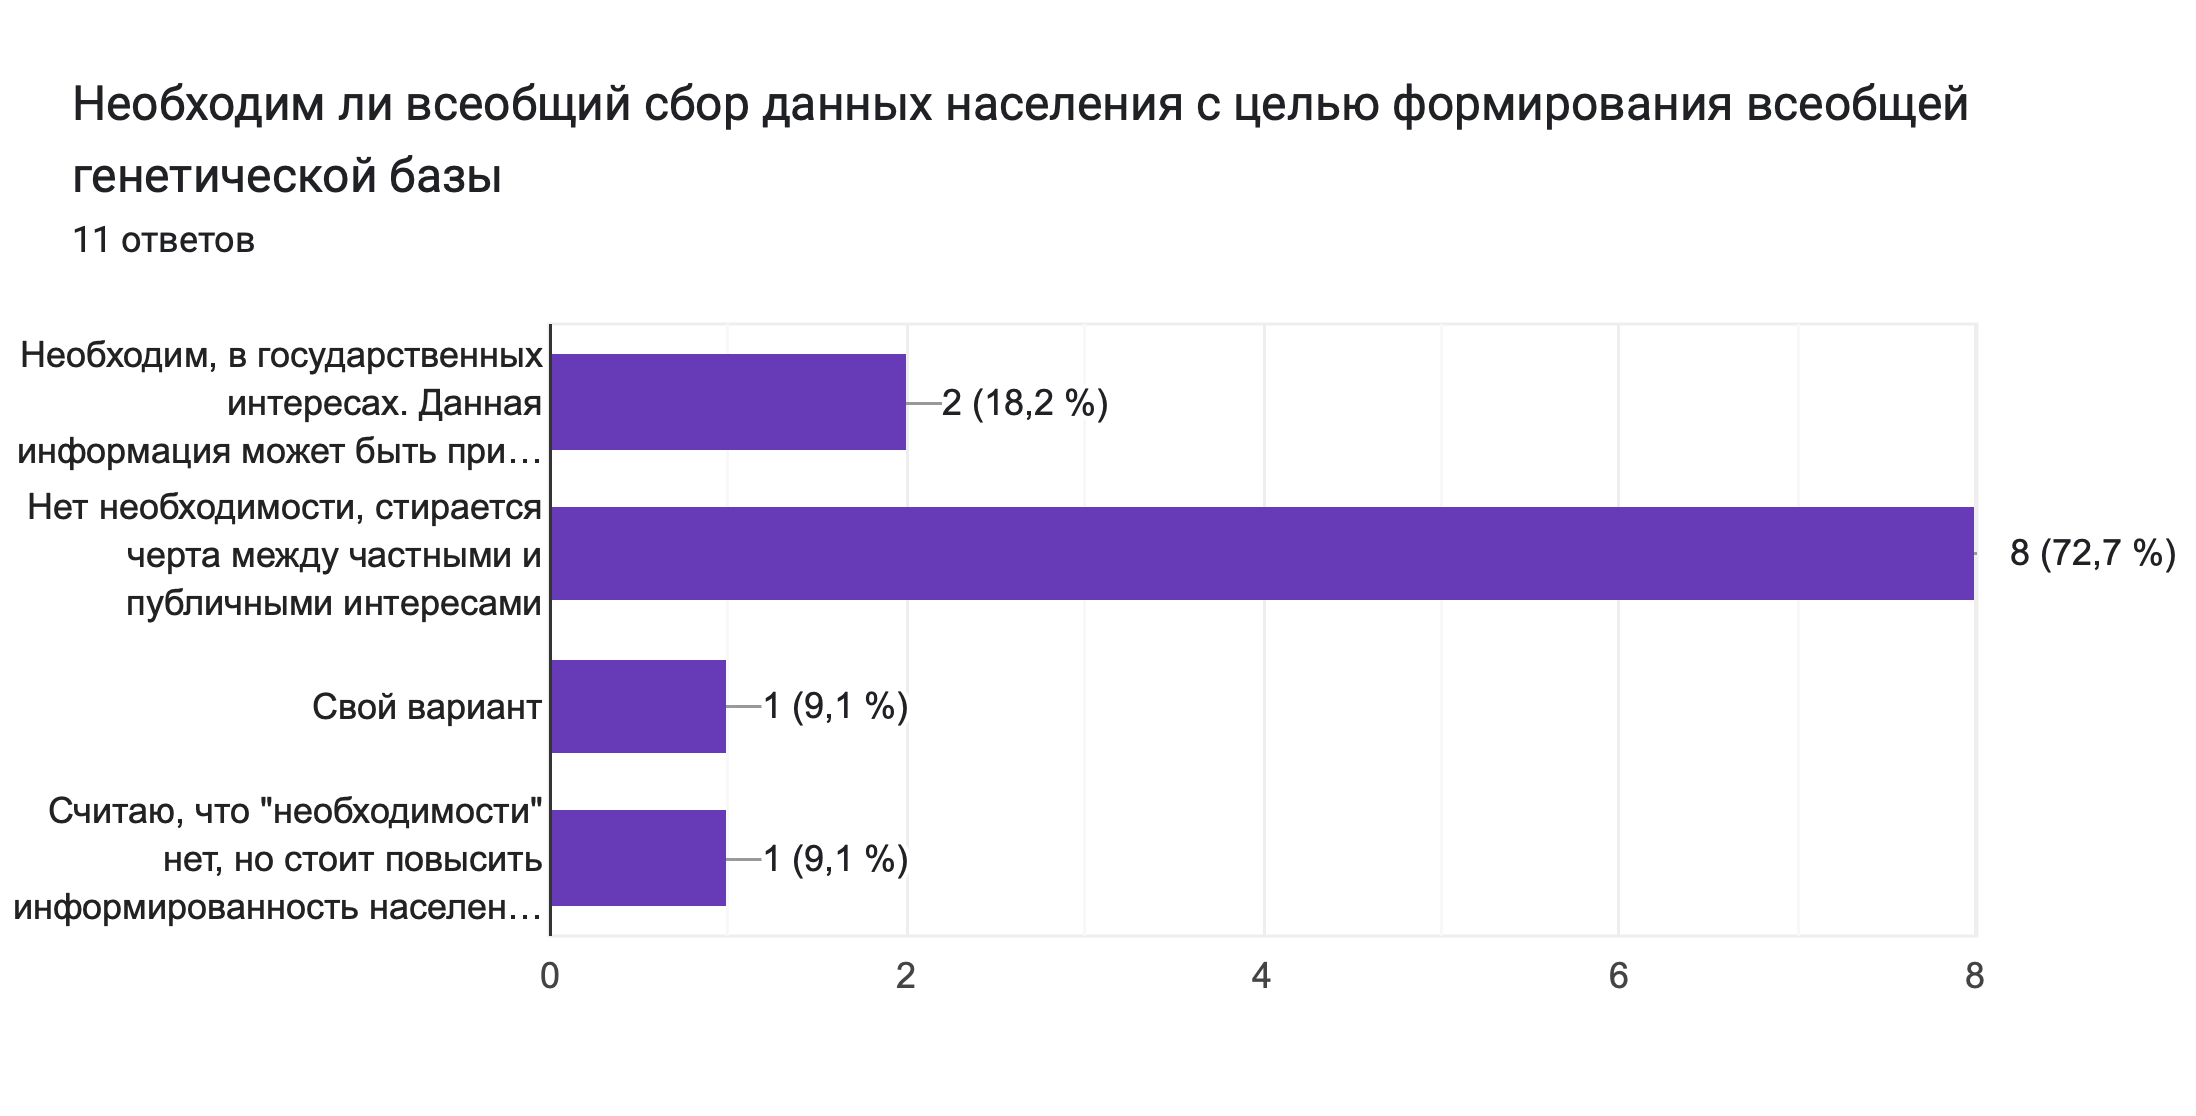 Необходим ли всеобщий сбор данных населения с целью формирования всеобщей
генетической базы
11 ответов
Необходим, в государственных
интересах. Данная
информация может быть при…
2 (18,2 %)
Нет необходимости, стирается
черта между частными и
публичными интересами
8 (72,7 %)
Свой вариант
1 (9,1 %)
Считаю, что "необходимости"
нет, но стоит повысить
информированность населен…
1 (9,1 %)
0 2 4 6 8